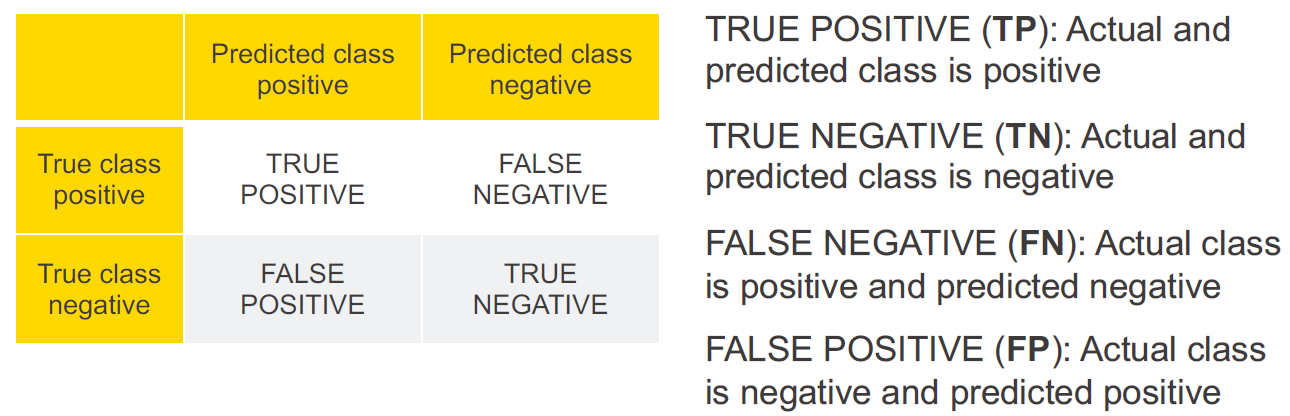 Predicted class
positive
Predicted class
negative
True class
positive
TRUE
POSITIVE
FALSE
NEGATIVE
True class
negative
FALSE
POSITIVE
TRUE
NEGATIVE
TRUE POSITIVE (TP): Actual and
predicted class is positive
TRUE NEGATIVE (TN): Actual and
predicted class is negative
FALSE NEGATIVE (FN): Actual class
is positive and predicted negative
FALSE POSITIVE (FP): Actual class
is negative and predicted positive